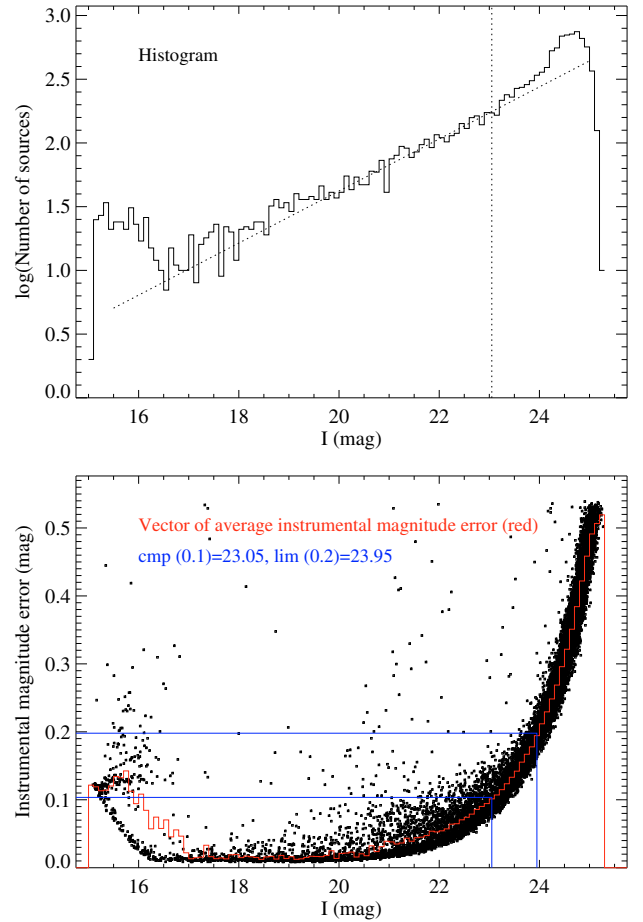 3.0
2.5
2.0
1.5
1.0
0.5
0.0
log(Number of sources)
Histogram
16 18 20 22 24
I (mag)
0.5
0.4
0.3
0.2
0.1
0.0
Instrumental magnitude error (mag)
Vector of average instrumental magnitude error (red)
cmp (0.1)=23.05, lim (0.2)=23.95
16 18 20 22 24
I (mag)